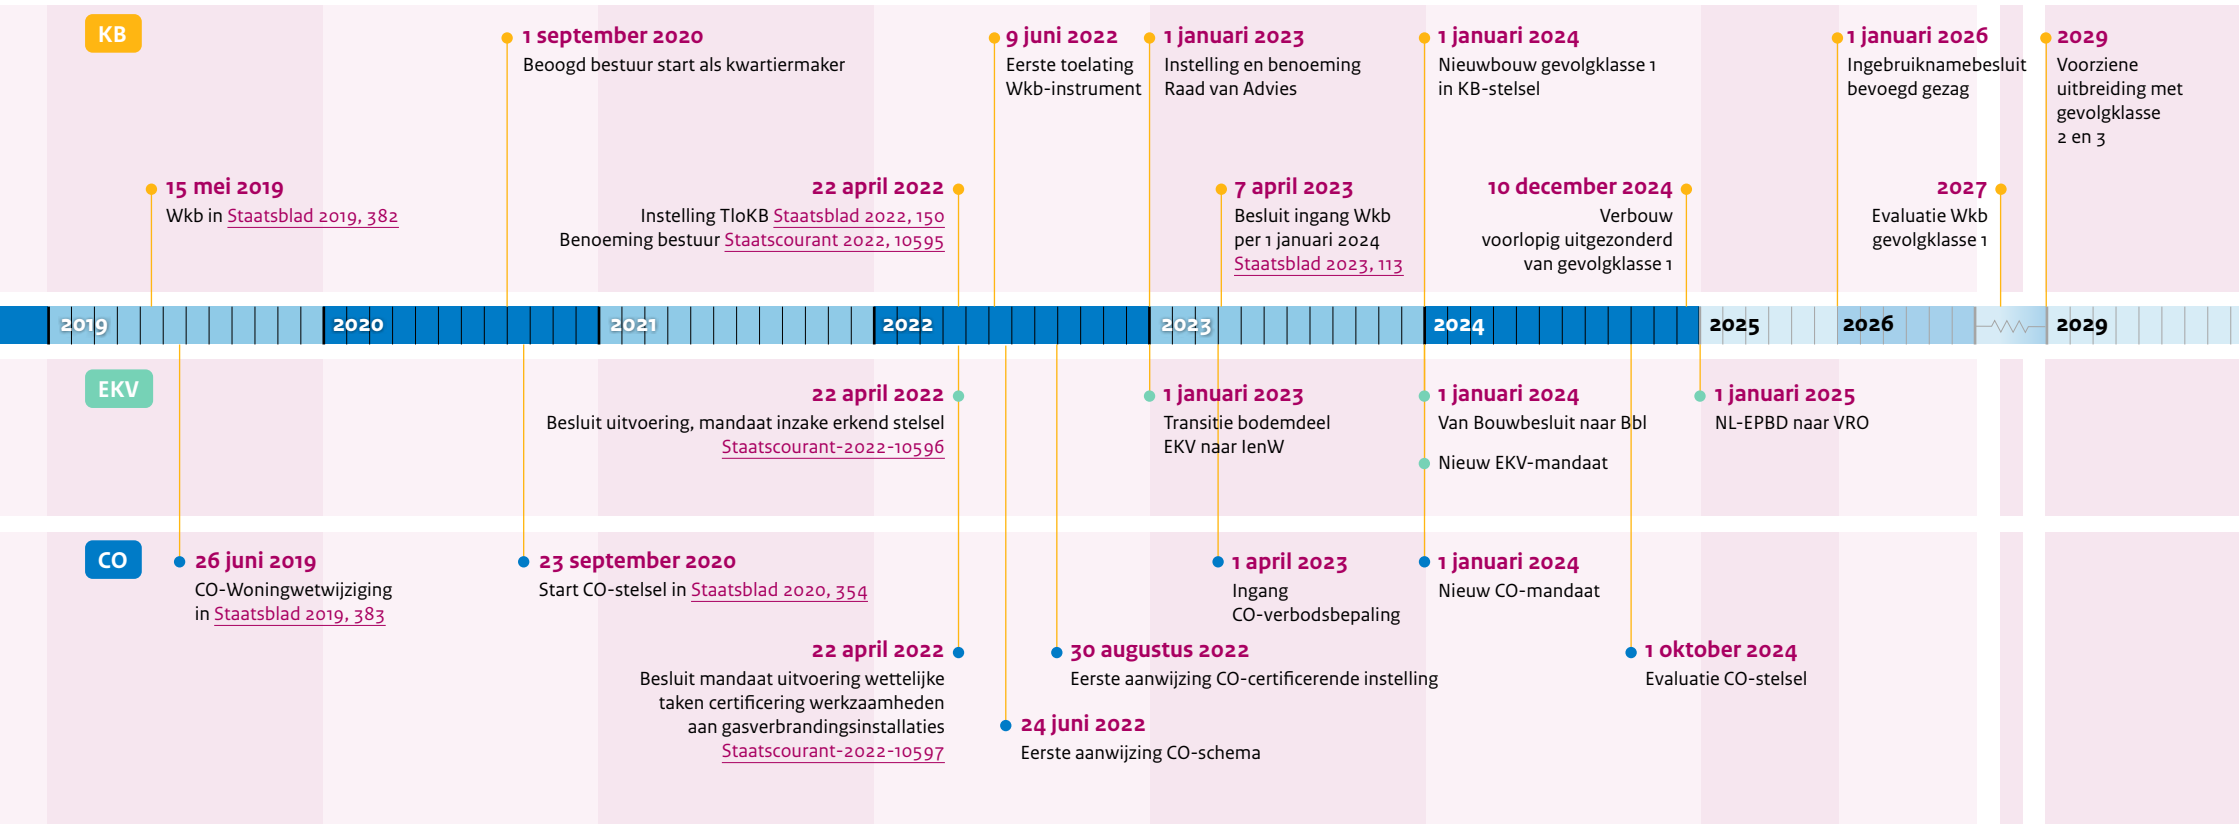 KB
1 september 2020
Beoogd bestuur start als kwartiermaker
9 juni 2022
Eerste toelating
Wkb-instrument
1 januari 2023
Instelling en benoeming
Raad van Advies
1 januari 2024
Nieuwbouw gevolgklasse 1
in KB-stelsel
1 januari 2026
Ingebruiknamebesluit
bevoegd gezag
2029
Voorziene
uitbreiding met
gevolgklasse
2 en 3
15 mei 2019
Wkb in Staatsblad 2019, 382
22 april 2022
Instelling TloKB Staatsblad 2022, 150
Benoeming bestuur Staatscourant 2022, 10595
7 april 2023
Besluit ingang Wkb
per 1 januari 2024
Staatsblad 2023, 113
10 december 2024
Verbouw
voorlopig uitgezonderd
van gevolgklasse 1
2027
Evaluatie Wkb
gevolgklasse 1
2019 2020 2021 2022 2023 2024 2025 2026 2029
EKV
22 april 2022
Besluit uitvoering, mandaat inzake erkend stelsel
Staatscourant-2022-10596
1 januari 2023
Transitie bodemdeel
EKV naar IenW
1 januari 2024
Van Bouwbesluit naar Bbl
Nieuw EKV-mandaat
1 januari 2025
NL-EPBD naar VRO
CO
26 juni 2019
CO-Woningwetwijziging
in Staatsblad 2019, 383
23 september 2020
Start CO-stelsel in Staatsblad 2020, 354
1 april 2023
Ingang
CO-verbodsbepaling
1 januari 2024
Nieuw CO-mandaat
22 april 2022
Besluit mandaat uitvoering wettelijke
taken certificering werkzaamheden
aan gasverbrandingsinstallaties
Staatscourant-2022-10597
30 augustus 2022
Eerste aanwijzing CO-certificerende instelling
24 juni 2022
Eerste aanwijzing CO-schema
1 oktober 2024
Evaluatie CO-stelsel